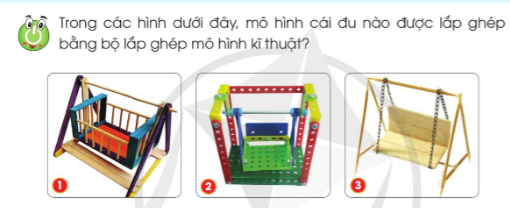 Trong các hình dưới đây, mô hình cái đu nào được lắp ghép
bằng bộ lắp ghép mô hình kĩ thuật?
1
2
3